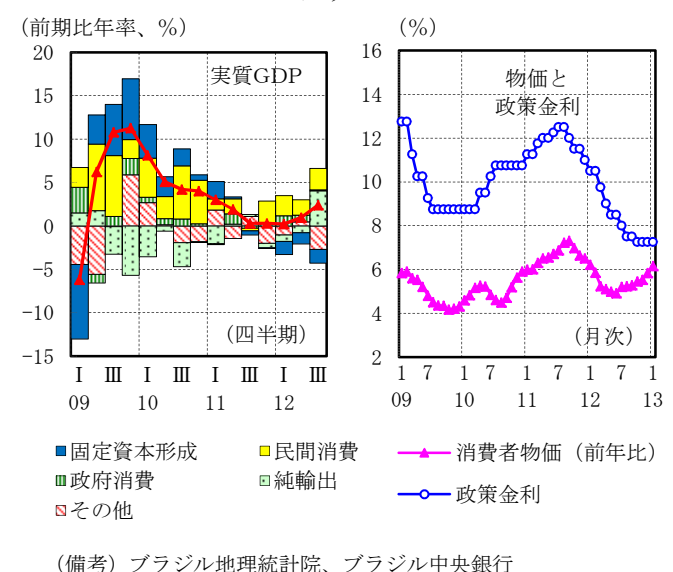 （前期比年率、％）
20
15
10
5
0
−5
−10
−15
実質GDP
（四半期）
Ⅰ Ⅲ Ⅰ Ⅲ Ⅰ Ⅲ Ⅰ Ⅲ
09 10 11 12
（％）
16
14
12
10
8
6
4
2
物価と
政策金利
（月次）
1 7 1 7 1 7 1 7 1
09 10 11 12 13
固定資本形成
民間消費
政府消費
純輸出
その他
消費者物価（前年比）
政策金利
（備考）ブラジル地理統計院、ブラジル中央銀行